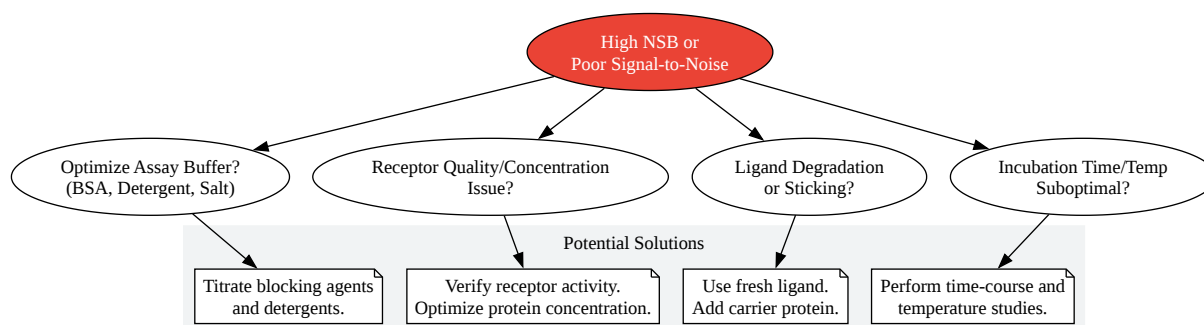 High NSB or
Poor Signal-to-Noise
Optimize Assay Buffer?
(BSA, Detergent, Salt)
Receptor Quality/Concentration
Issue?
Ligand Degradation
or Sticking?
Incubation Time/Temp
Suboptimal?
Potential Solutions
Titrate blocking agents
and detergents.
Verify receptor activity.
Optimize protein concentration.
Use fresh ligand.
Add carrier protein.
Perform time-course and
temperature studies.